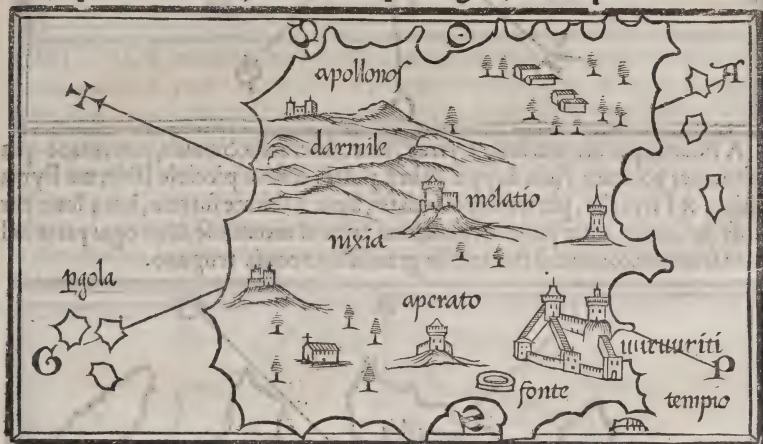 apollonoſ
A
darmile
melatio
nixia
pgola
aperato
G
P
fonte
tempio